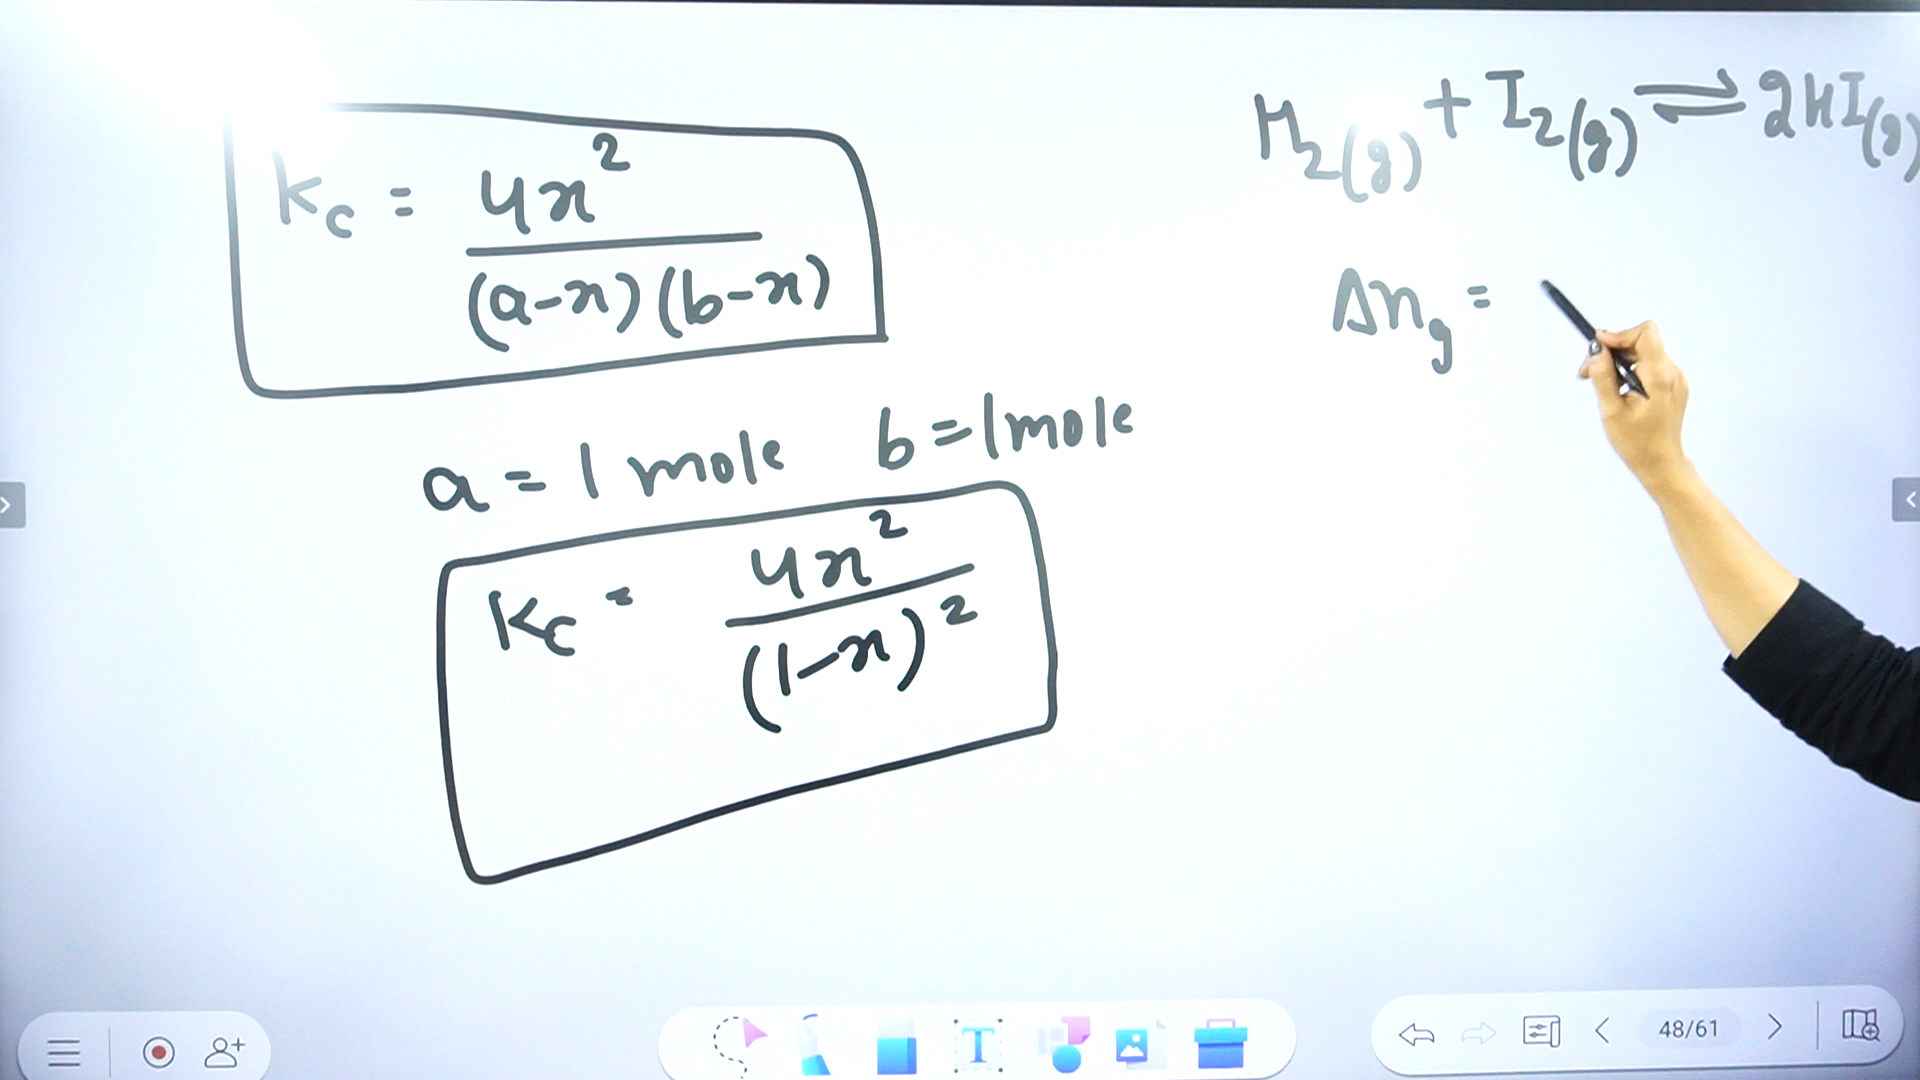 Kc = 4x²
(a-x)(b-x)
a = 1 mole b = 1 mole
Kc = 4x²
(1-x)²
H₂(g) + I₂(g) ⇌ 2HI(g)
Δng =
T
48/61